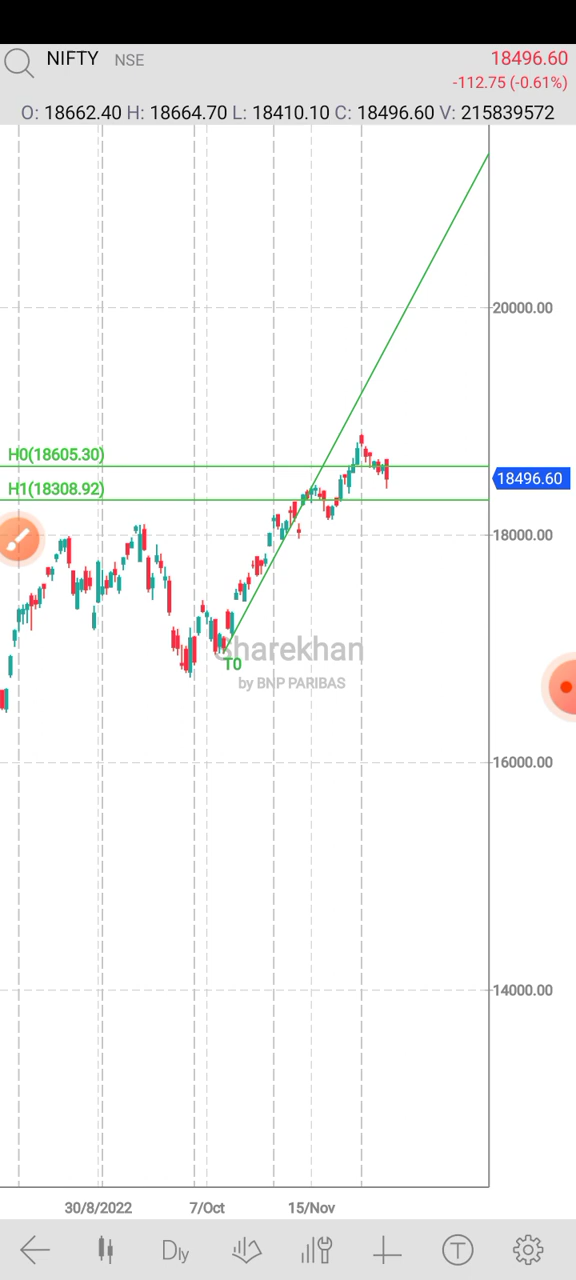 NIFTY NSE 18496.60
-112.75 (-0.61%)
O: 18662.40 H: 18664.70 L: 18410.10 C: 18496.60 V: 215839572
20000.00
H0(18605.30)
18496.60
H1(18308.92)
18000.00
Sharekhan
T0
by BNP PARIBAS
16000.00
14000.00
30/8/2022 7/Oct 15/Nov
Dly
T